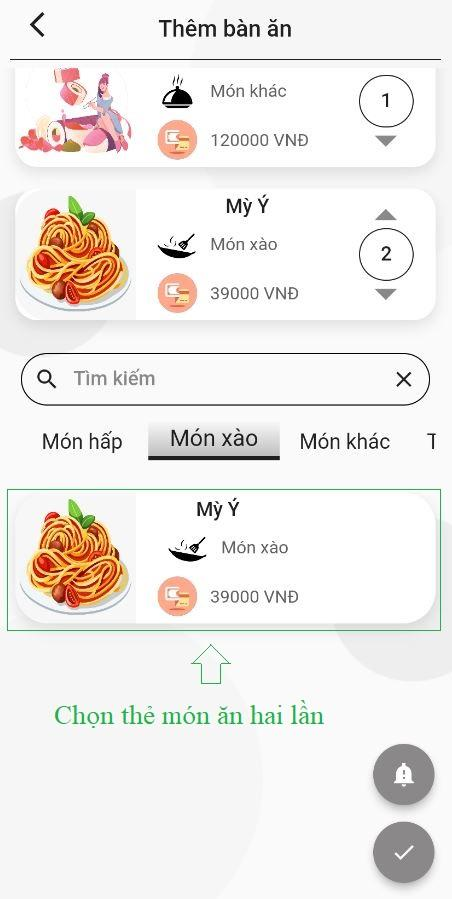 Thêm bàn ăn
Món khác
1
120000 VNĐ
Mỳ Ý
Món xào
2
39000 VNĐ
Tìm kiếm
Món hấp Món xào Món khác T
Mỳ Ý
Món xào
39000 VNĐ
Chọn thẻ món ăn hai lần